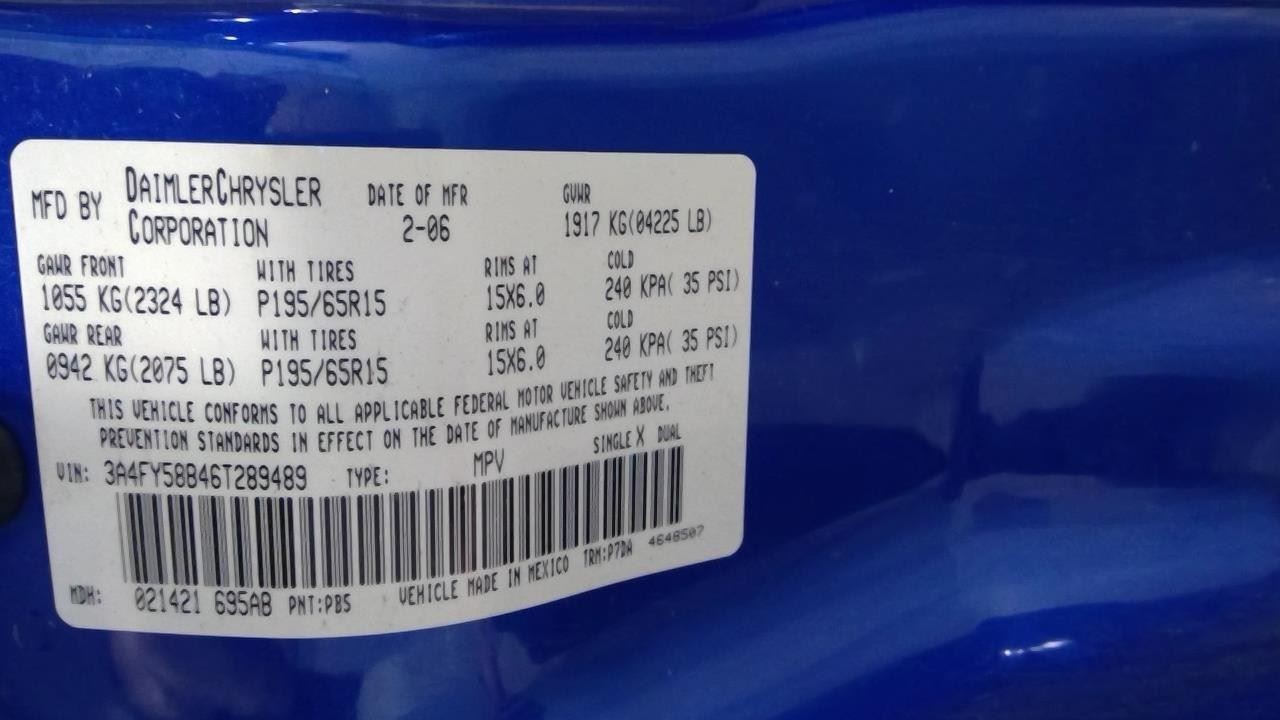 MFD BY DAIMLERCHRYSLER CORPORATION DATE OF MFR 2-06 GVWR 1917 KG(04225 LB)
GAWR FRONT WITH TIRES RIMS AT COLD
1055 KG(2324 LB) P195/65R15 15X6.0 240 KPA( 35 PSI)
GAWR REAR WITH TIRES RIMS AT COLD
0942 KG(2075 LB) P195/65R15 15X6.0 240 KPA( 35 PSI)
THIS VEHICLE CONFORMS TO ALL APPLICABLE FEDERAL MOTOR VEHICLE SAFETY AND THEFT
PREVENTION STANDARDS IN EFFECT ON THE DATE OF MANUFACTURE SHOWN ABOVE.
VIN: 3A4FY58B46T289489 TYPE: MPV SINGLE X DUAL
MDH: 021421 695AB PNT:PB5 VEHICLE MADE IN MEXICO TRM:P7DA 4648507